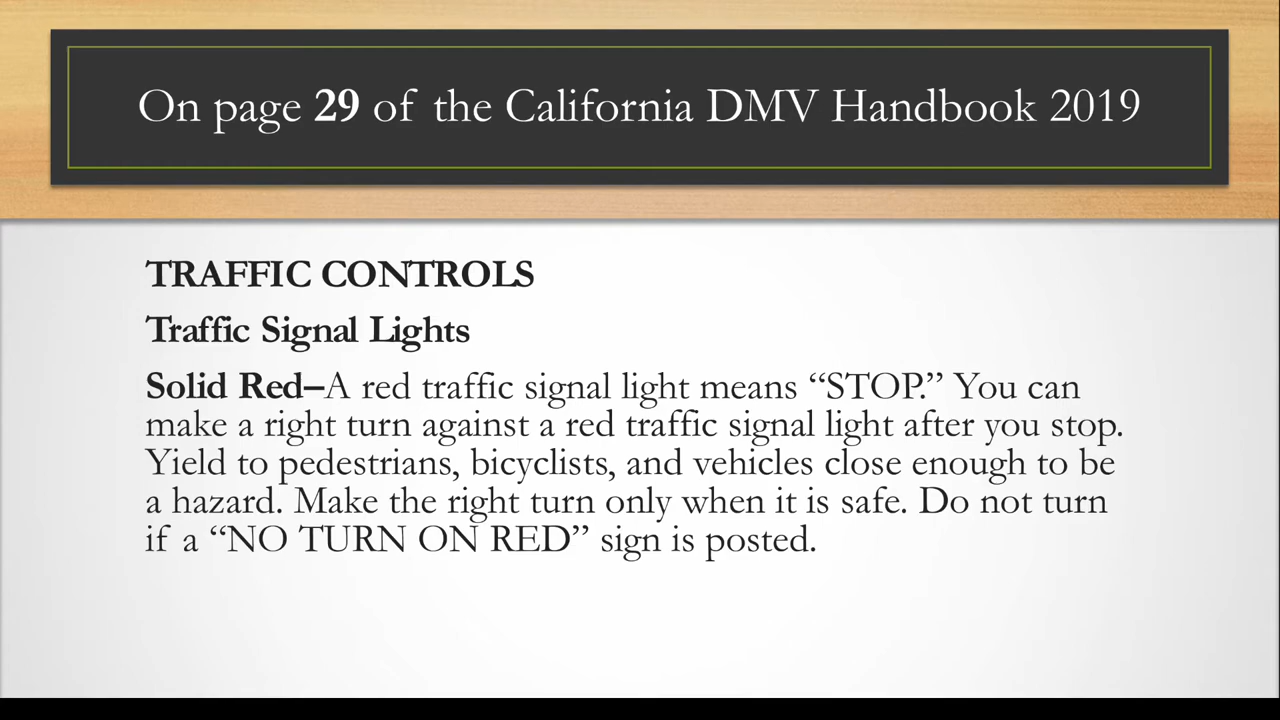 On page 29 of the California DMV Handbook 2019
TRAFFIC CONTROLS
Traffic Signal Lights
Solid Red–A red traffic signal light means “STOP.” You can
make a right turn against a red traffic signal light after you stop.
Yield to pedestrians, bicyclists, and vehicles close enough to be
a hazard. Make the right turn only when it is safe. Do not turn
if a “NO TURN ON RED” sign is posted.